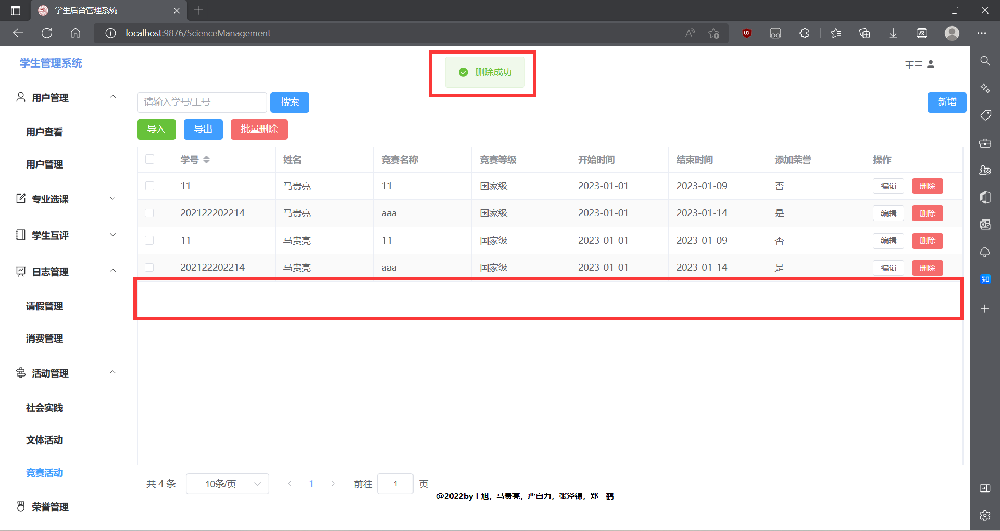 学生后台管理系统
localhost:9876/ScienceManagement
学生管理系统
删除成功
王三
用户管理
用户查看
用户管理
专业选课
学生互评
日志管理
请假管理
消费管理
活动管理
社会实践
文体活动
竞赛活动
荣誉管理
请输入学号/工号 搜索 新增
导入 导出 批量删除
学号 姓名 竞赛名称 竞赛等级 开始时间 结束时间 添加荣誉 操作
11 马贵亮 11 国家级 2023-01-01 2023-01-09 否 编辑 删除
202122202214 马贵亮 aaa 国家级 2023-01-01 2023-01-14 是 编辑 删除
11 马贵亮 11 国家级 2023-01-01 2023-01-09 否 编辑 删除
202122202214 马贵亮 aaa 国家级 2023-01-01 2023-01-14 是 编辑 删除
共 4 条 10条/页 1 前往 1 页
@2022by王旭，马贵亮，严自力，张泽锦，郑一鹤
知